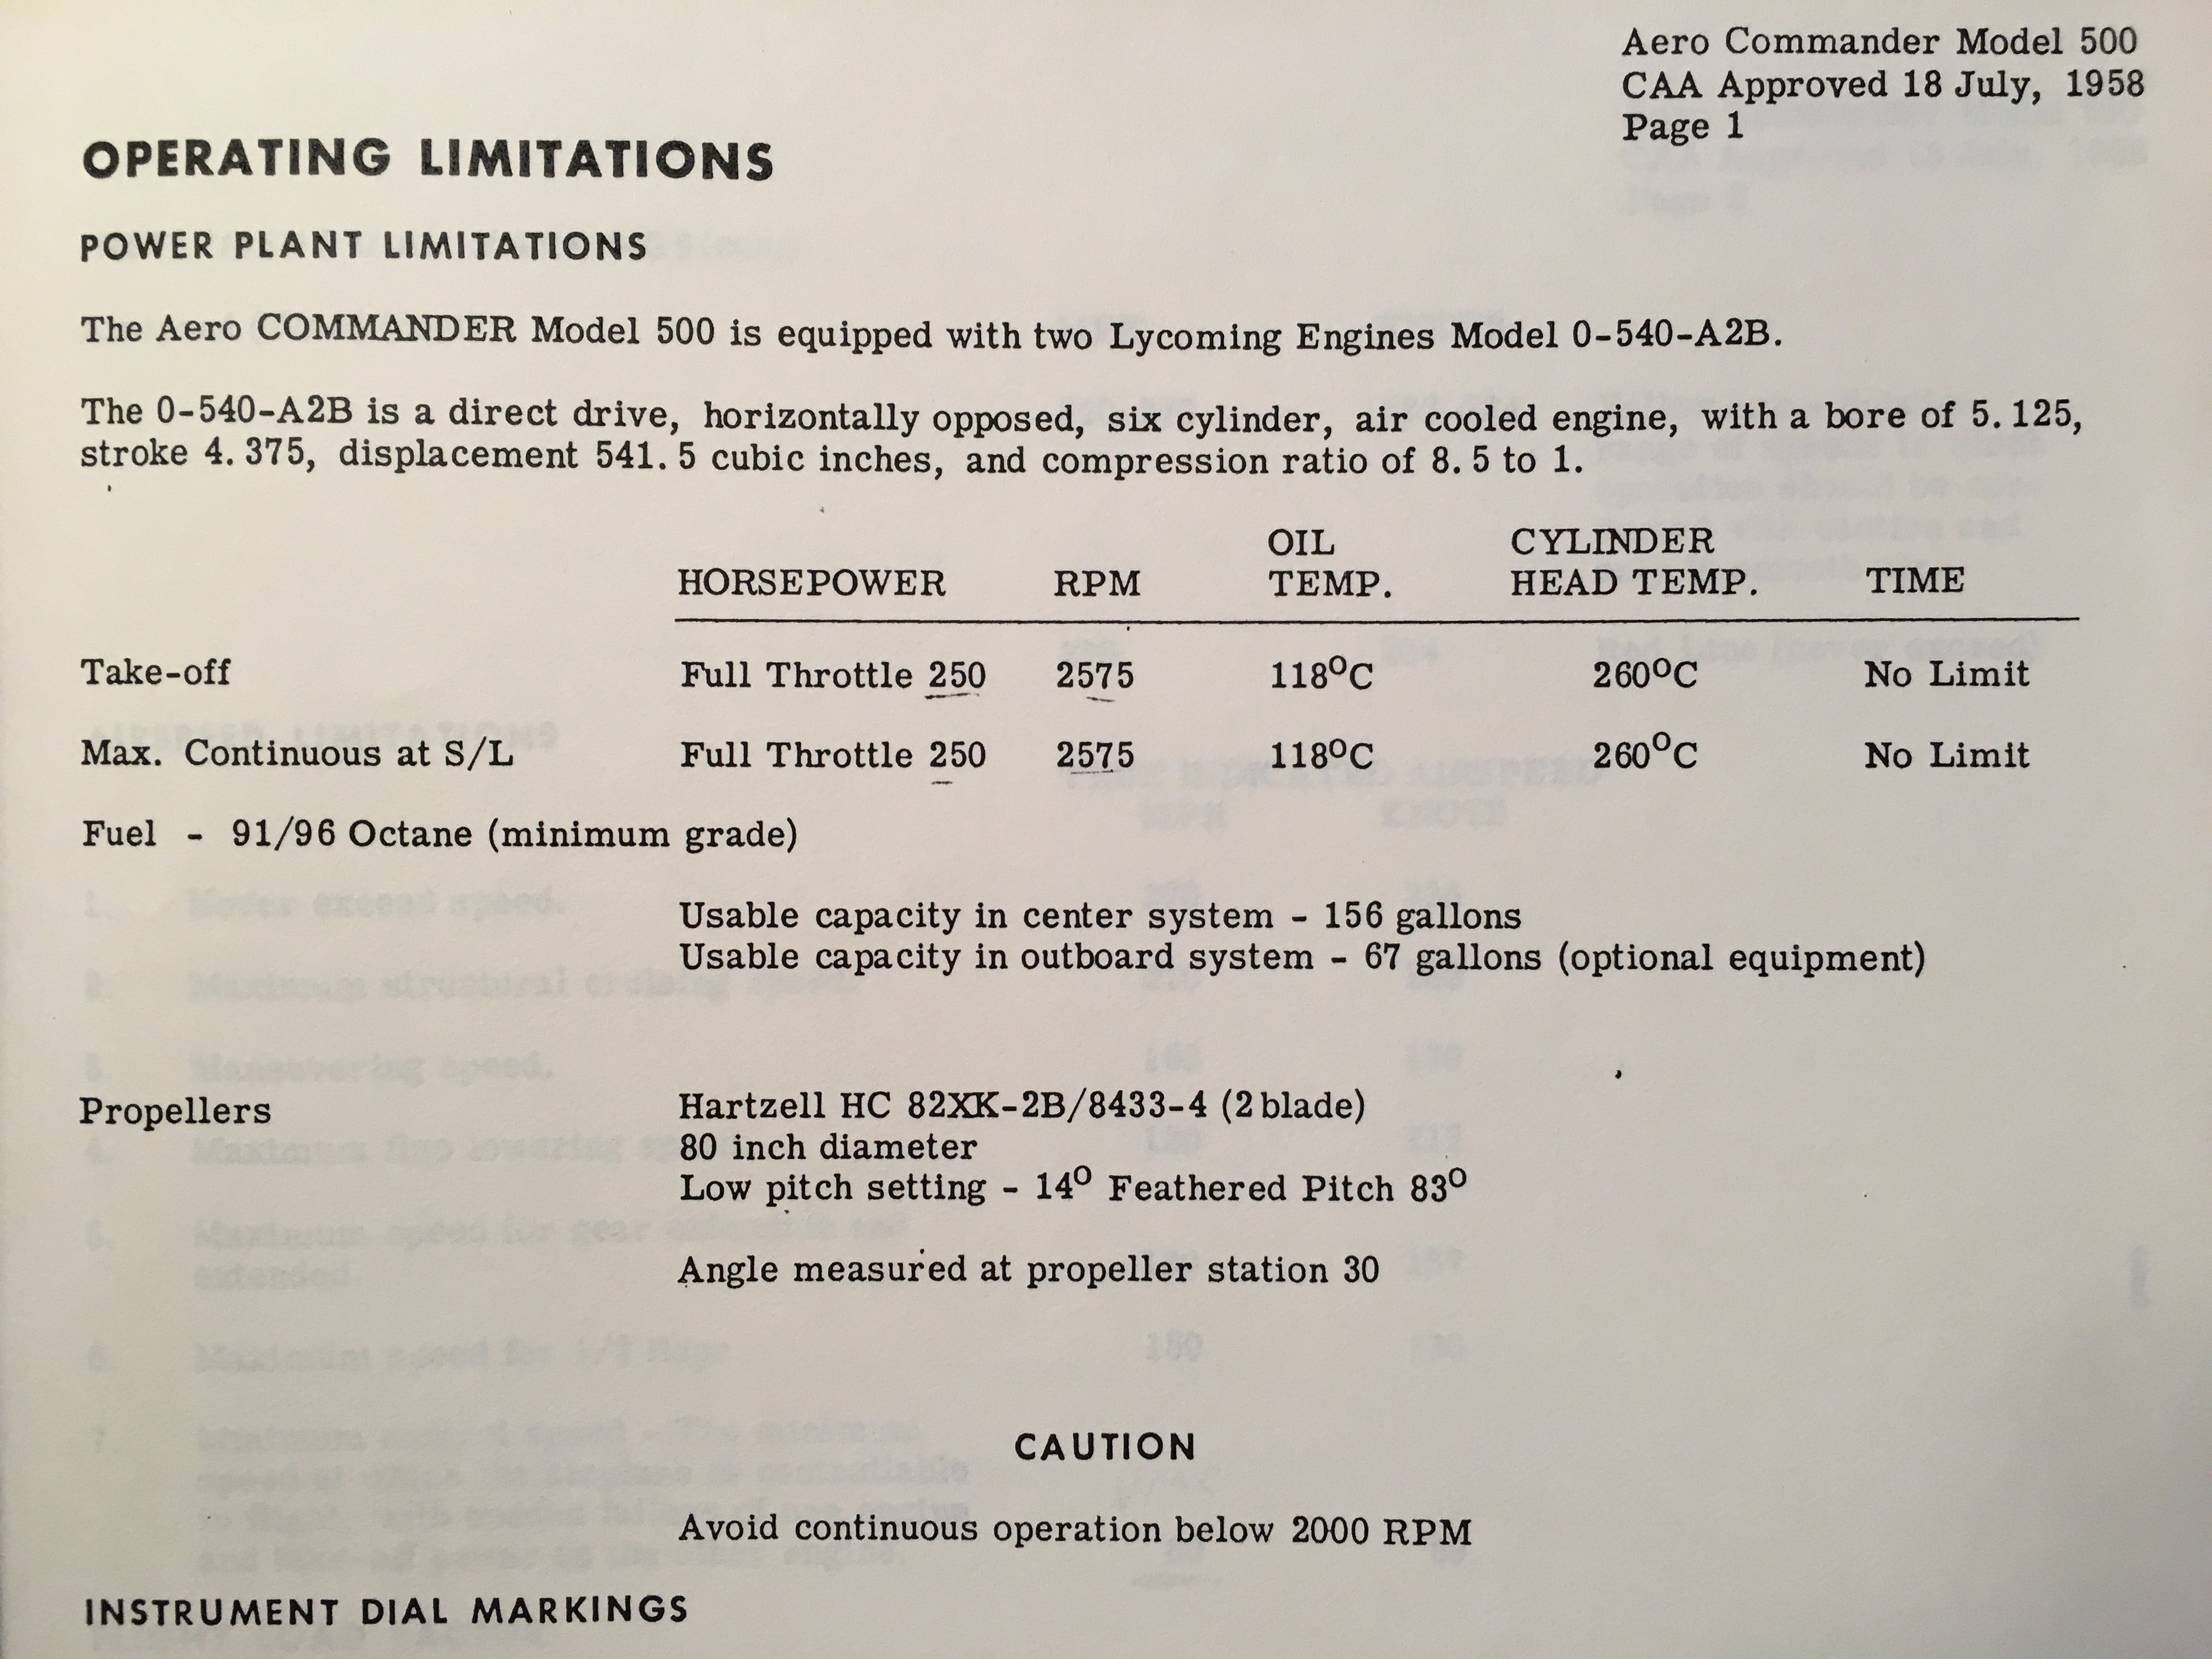 Aero Commander Model 500
CAA Approved 18 July, 1958
Page 1
OPERATING LIMITATIONS
POWER PLANT LIMITATIONS
The Aero COMMANDER Model 500 is equipped with two Lycoming Engines Model 0-540-A2B.
The 0-540-A2B is a direct drive, horizontally opposed, six cylinder, air cooled engine, with a bore of 5.125,
stroke 4.375, displacement 541.5 cubic inches, and compression ratio of 8.5 to 1.
OIL CYLINDER
HORSEPOWER RPM TEMP. HEAD TEMP. TIME
Take-off Full Throttle 250 2575 118°C 260°C No Limit
Max. Continuous at S/L Full Throttle 250 2575 118°C 260°C No Limit
Fuel - 91/96 Octane (minimum grade)
Usable capacity in center system - 156 gallons
Usable capacity in outboard system - 67 gallons (optional equipment)
Propellers Hartzell HC 82XK-2B/8433-4 (2 blade)
80 inch diameter
Low pitch setting - 14° Feathered Pitch 83°
Angle measured at propeller station 30
CAUTION
Avoid continuous operation below 2000 RPM
INSTRUMENT DIAL MARKINGS